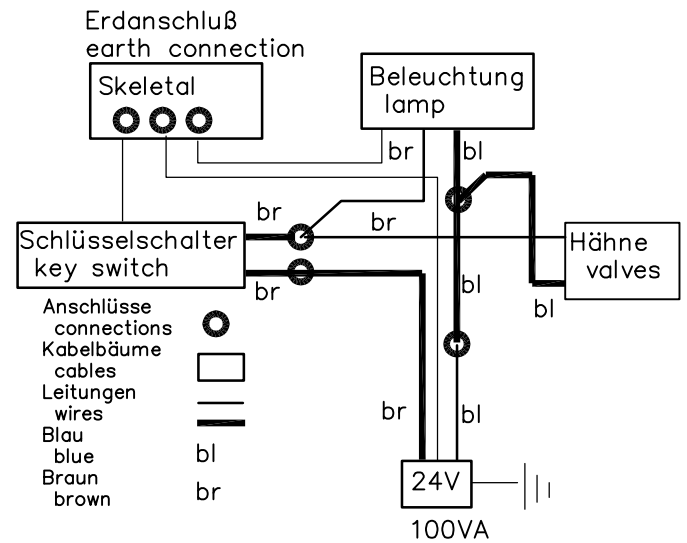 Erdanschluß
earth connection
Skeletal
Beleuchtung
lamp
br
bl
br
br
Schlüsselschalter
key switch
Hähne
valves
br
bl
bl
Anschlüsse
connections
Kabelbäume
cables
Leitungen
wires
br
bl
Blau
blue
bl
Braun
brown
br
24V
100VA